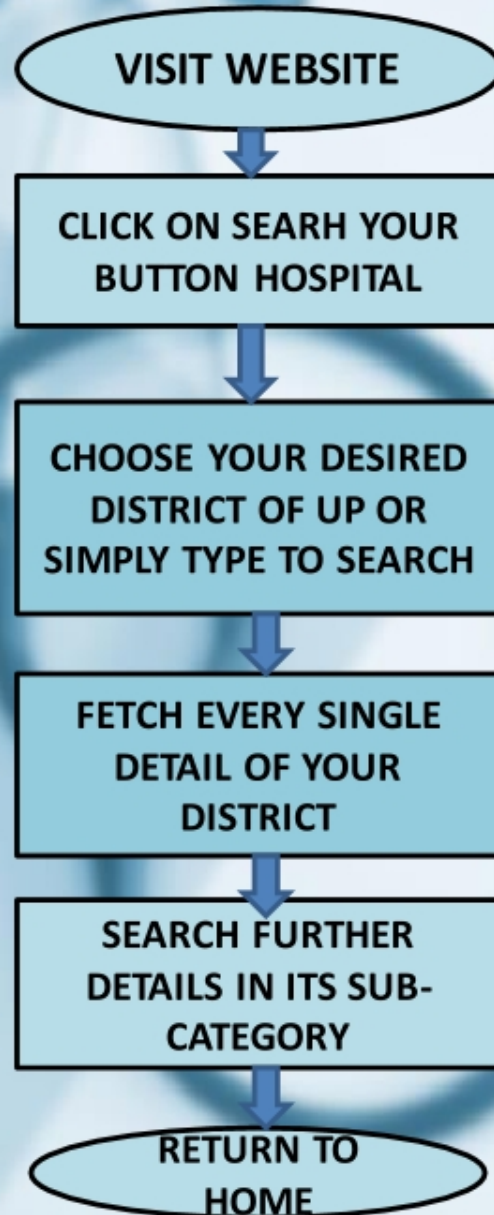 VISIT WEBSITE
CLICK ON SEARH YOUR
BUTTON HOSPITAL
CHOOSE YOUR DESIRED
DISTRICT OF UP OR
SIMPLY TYPE TO SEARCH
FETCH EVERY SINGLE
DETAIL OF YOUR
DISTRICT
SEARCH FURTHER
DETAILS IN ITS SUB-
CATEGORY
RETURN TO
HOME